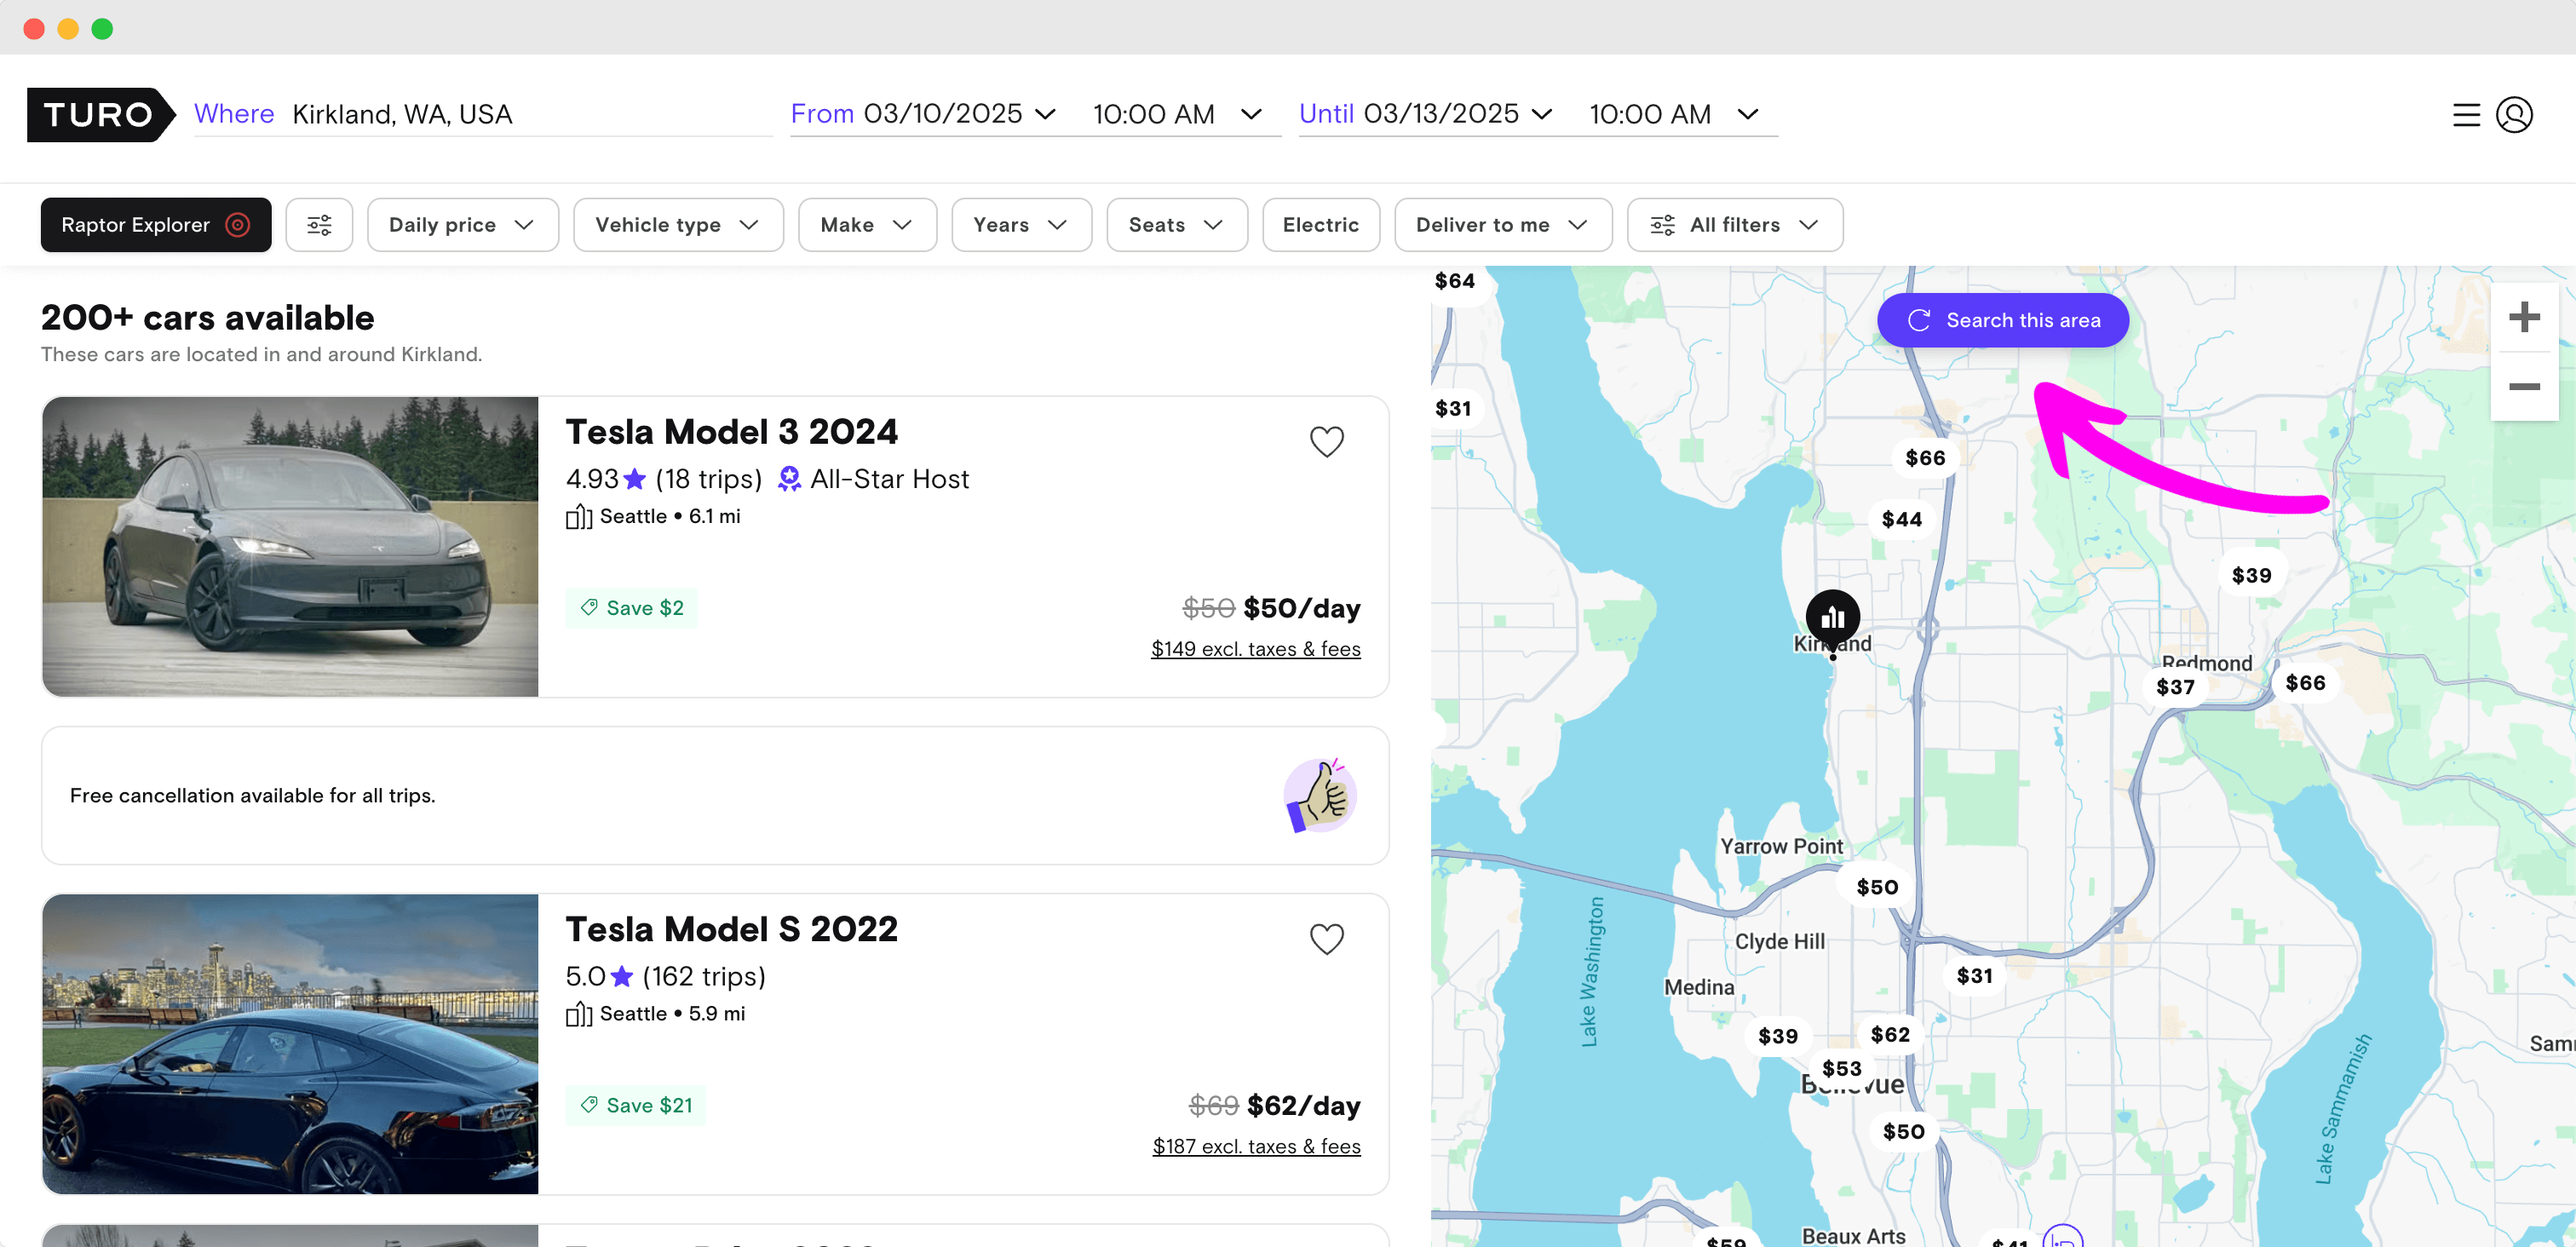 TURO
Where Kirkland, WA, USA
From 03/10/2025 10:00 AM
Until 03/13/2025 10:00 AM
Raptor Explorer
Daily price
Vehicle type
Make
Years
Seats
Electric
Deliver to me
All filters
200+ cars available
These cars are located in and around Kirkland.
Tesla Model 3 2024
4.93 (18 trips) All-Star Host
Seattle • 6.1 mi
Save $2
$50 $50/day
$149 excl. taxes & fees
Free cancellation available for all trips.
Tesla Model S 2022
5.0 (162 trips)
Seattle • 5.9 mi
Save $21
$69 $62/day
$187 excl. taxes & fees
$64
Search this area
$31
$66
$44
$39
Kirkland
Redmond
$37
$66
Yarrow Point
$50
Clyde Hill
$31
Medina
Lake Washington
$39
$62
$53
Bellevue
$50
Lake Sammamish
Beaux Arts
$59
$41